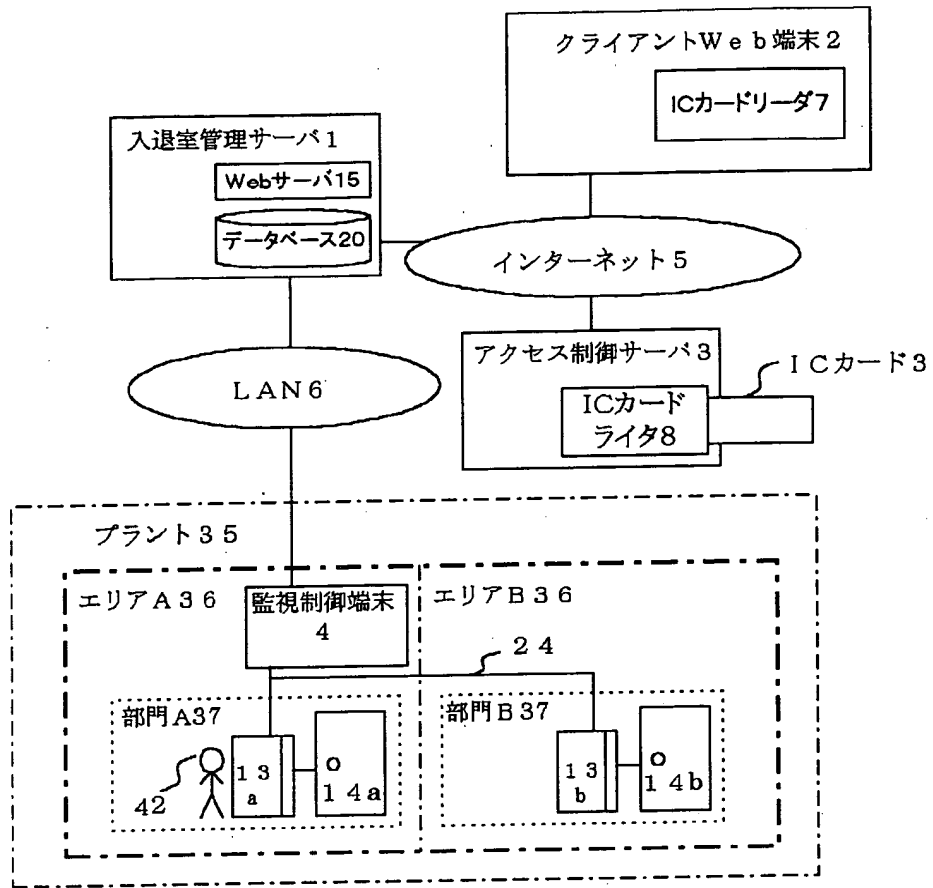 クライアントWeb端末2
ICカードリーダ7
入退室管理サーバ1
Webサーバ15
データベース20
インターネット5
アクセス制御サーバ3
ICカード3
ICカード
ライタ8
LAN6
プラント35
エリアA36
監視制御端末
4
エリアB36
24
部門A37
部門B37
13
a
14a
13
b
14b
42